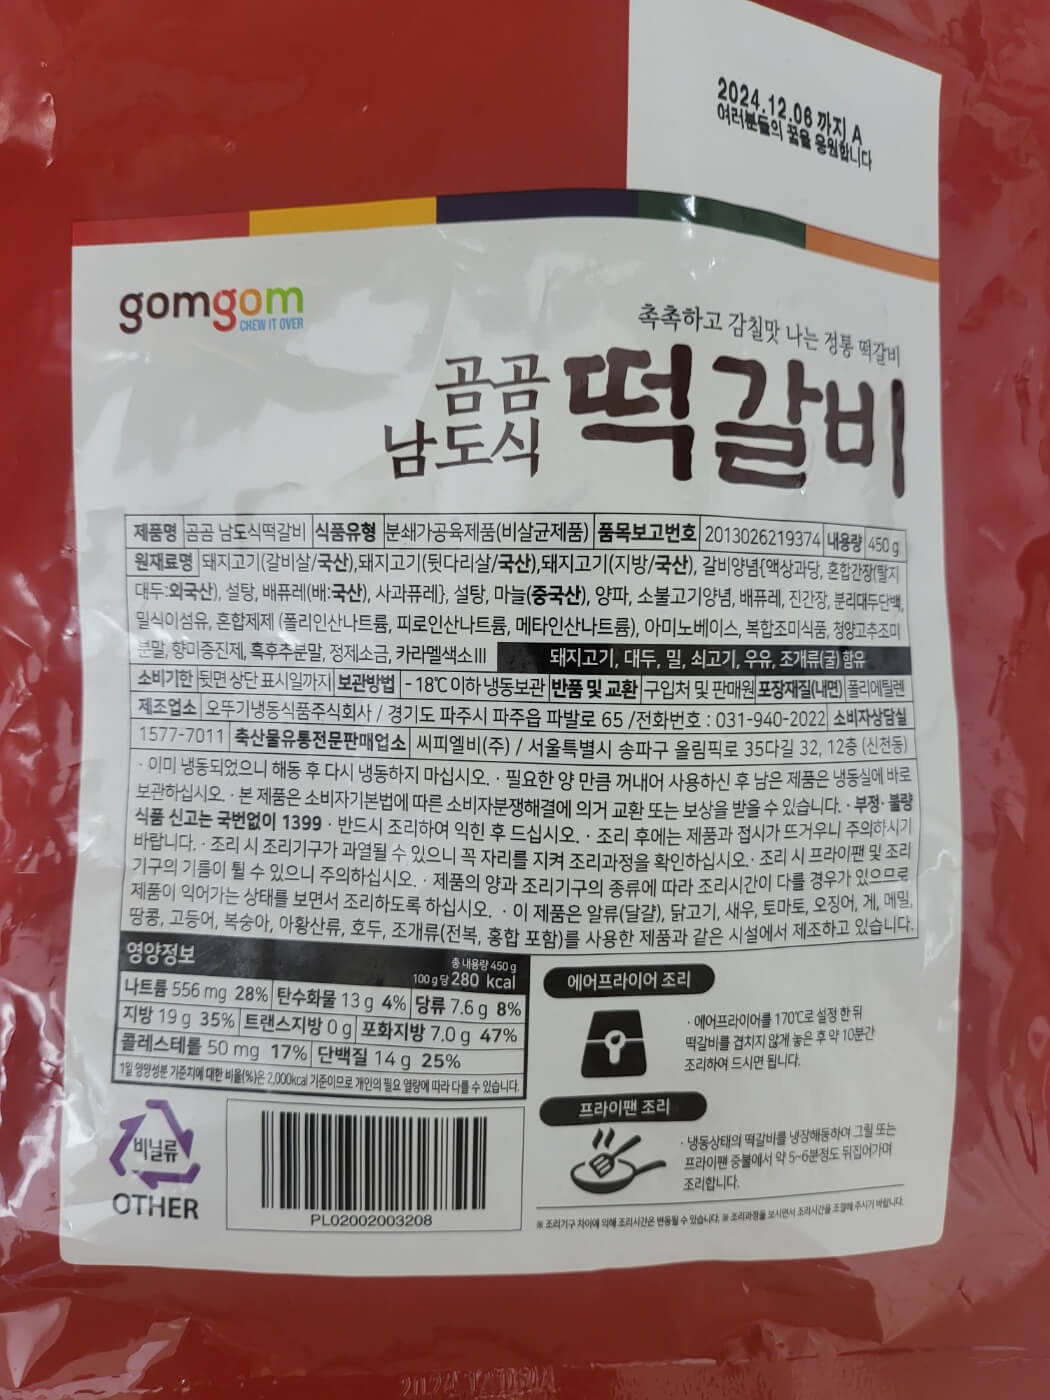 2024.12.06 까지 A
여러분들의 꿈을 응원합니다
gomgom
CHEW IT OVER
촉촉하고 감칠맛 나는 정통 떡갈비
곰곰
남도식
떡갈비
제품명 곰곰 남도식떡갈비 식품유형 분쇄가공육제품(비살균제품) 품목보고번호 2013026219374 내용량 450 g
원재료명 돼지고기(갈비살/국산),돼지고기(뒷다리살/국산),돼지고기(지방/국산), 갈비양념{액상과당, 혼합간장(탈지
대두:외국산), 설탕, 배퓨레(배:국산), 사과퓨레}, 설탕, 마늘(중국산), 양파, 소불고기양념, 배퓨레, 진간장, 분리대두단백,
밀식이섬유, 혼합제제 (폴리인산나트륨, 피로인산나트륨, 메타인산나트륨), 아미노베이스, 복합조미식품, 청양고추조미
분말, 향미증진제, 흑후추분말, 정제소금, 카라멜색소III 돼지고기, 대두, 밀, 쇠고기, 우유, 조개류(굴) 함유
소비기한 뒷면 상단 표시일까지 보관방법 -18℃ 이하 냉동보관 반품 및 교환 구입처 및 판매원 포장재질(내면) 폴리에틸렌
제조업소 오뚜기냉동식품주식회사 / 경기도 파주시 파주읍 파발로 65 /전화번호 : 031-940-2022 소비자상담실
1577-7011 축산물유통전문판매업소 씨피엘비(주) / 서울특별시 송파구 올림픽로 35다길 32, 12층 (신천동)
· 이미 냉동되었으니 해동 후 다시 냉동하지 마십시오. · 필요한 양 만큼 꺼내어 사용하신 후 남은 제품은 냉동실에 바로
보관하십시오. · 본 제품은 소비자기본법에 따른 소비자분쟁해결에 의거 교환 또는 보상을 받을 수 있습니다. · 부정·불량
식품 신고는 국번없이 1399 · 반드시 조리하여 익힌 후 드십시오. · 조리 후에는 제품과 접시가 뜨거우니 주의하시기
바랍니다. · 조리 시 조리기구가 과열될 수 있으니 꼭 자리를 지켜 조리과정을 확인하십시오. · 조리 시 프라이팬 및 조리
기구의 기름이 튈 수 있으니 주의하십시오. · 제품의 양과 조리기구의 종류에 따라 조리시간이 다를 경우가 있으므로
제품이 익어가는 상태를 보면서 조리하도록 하십시오. · 이 제품은 알류(달걀), 닭고기, 새우, 토마토, 오징어, 게, 메밀,
땅콩, 고등어, 복숭아, 아황산류, 호두, 조개류(전복, 홍합 포함)를 사용한 제품과 같은 시설에서 제조하고 있습니다.
영양정보
총 내용량 450 g
100 g 당 280 kcal
나트륨 556 mg 28% 탄수화물 13 g 4% 당류 7.6 g 8%
지방 19 g 35% 트랜스지방 0 g 포화지방 7.0 g 47%
콜레스테롤 50 mg 17% 단백질 14 g 25%
1일 영양성분 기준치에 대한 비율(%)은 2,000kcal 기준이므로 개인의 필요 열량에 따라 다를 수 있습니다.
비닐류
OTHER
PL02002003208
에어프라이어 조리
· 에어프라이어를 170℃로 설정 한 뒤
떡갈비를 겹치지 않게 놓은 후 약 10분간
조리하여 드시면 됩니다.
프라이팬 조리
· 냉동상태의 떡갈비를 냉장해동하여 그릴 또는
프라이팬 중불에서 약 5~6분정도 뒤집어가며
조리합니다.
※ 조리기구 차이에 의해 조리시간은 변동될 수 있습니다. ※ 조리과정을 보시면서 조리시간을 조절해 주시기 바랍니다.